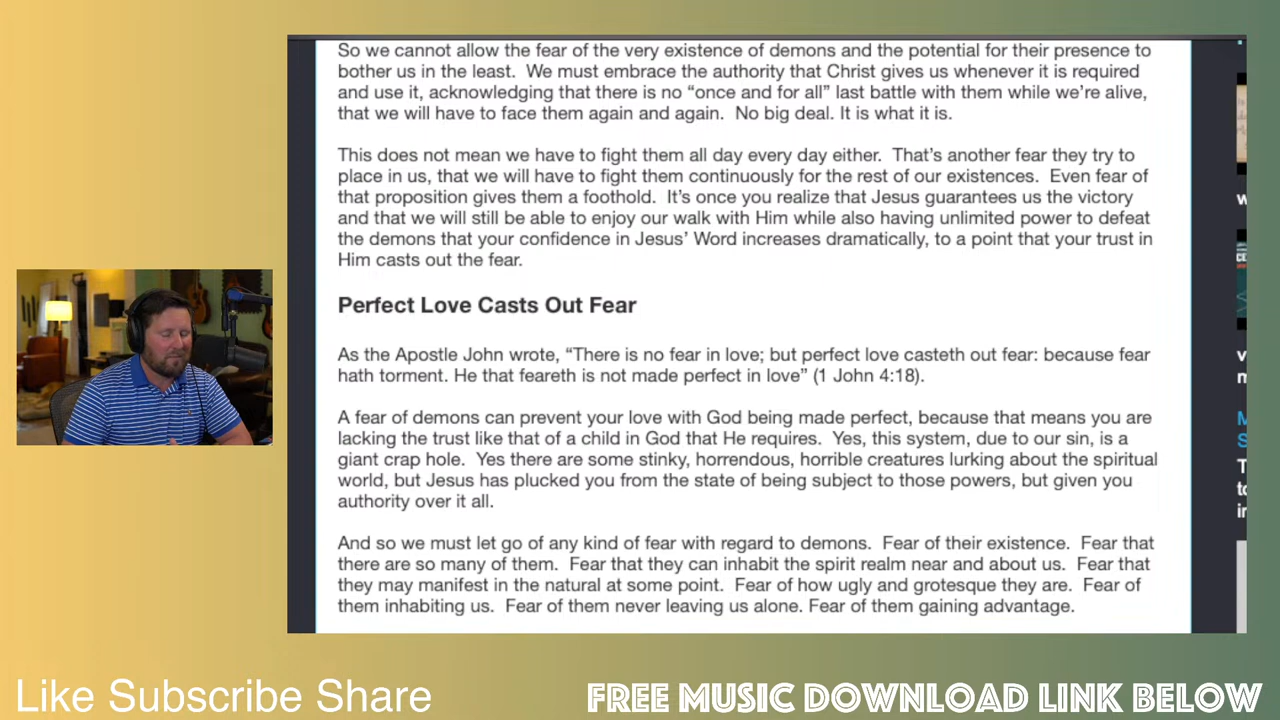 So we cannot allow the fear of the very existence of demons and the potential for their presence to
bother us in the least.  We must embrace the authority that Christ gives us whenever it is required
and use it, acknowledging that there is no “once and for all” last battle with them while we’re alive,
that we will have to face them again and again.  No big deal. It is what it is.
This does not mean we have to fight them all day every day either.  That’s another fear they try to
place in us, that we will have to fight them continuously for the rest of our existences.  Even fear of
that proposition gives them a foothold.  It’s once you realize that Jesus guarantees us the victory
and that we will still be able to enjoy our walk with Him while also having unlimited power to defeat
the demons that your confidence in Jesus’ Word increases dramatically, to a point that your trust in
Him casts out the fear.
Perfect Love Casts Out Fear
As the Apostle John wrote, “There is no fear in love; but perfect love casteth out fear: because fear
hath torment. He that feareth is not made perfect in love” (1 John 4:18).
A fear of demons can prevent your love with God being made perfect, because that means you are
lacking the trust like that of a child in God that He requires.  Yes, this system, due to our sin, is a
giant crap hole.  Yes there are some stinky, horrendous, horrible creatures lurking about the spiritual
world, but Jesus has plucked you from the state of being subject to those powers, but given you
authority over it all.
And so we must let go of any kind of fear with regard to demons.  Fear of their existence.  Fear that
there are so many of them.  Fear that they can inhabit the spirit realm near and about us.  Fear that
they may manifest in the natural at some point.  Fear of how ugly and grotesque they are.  Fear of
them inhabiting us.  Fear of them never leaving us alone. Fear of them gaining advantage.
Like Subscribe Share
FREE MUSIC DOWNLOAD LINK BELOW